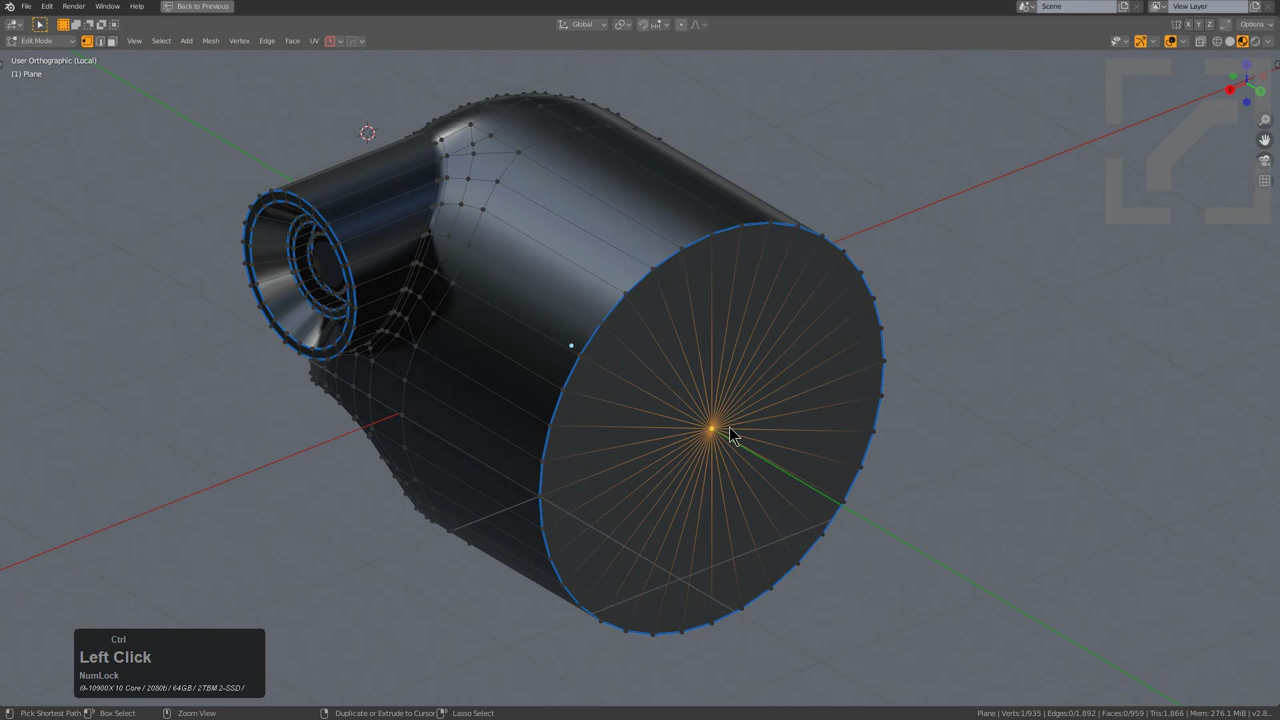 File Edit Render Window Help Back to Previous Scene View Layer
Global Options
Edit Mode View Select Add Mesh Vertex Edge Face UV
X Y Z
User Orthographic (Local)
(1) Plane
Ctrl
Left Click
NumLock
i9-10900X 10 Core / 2080ti / 64GB / 2TBM.2-SSD /
Pick Shortest Path Box Select Zoom View Duplicate or Extrude to Cursor Lasso Select Plane | Verts:1/935 | Edges:0/1,892 | Faces:0/959 | Tris:1,866 | Mem: 276.1 MiB | v2.8...